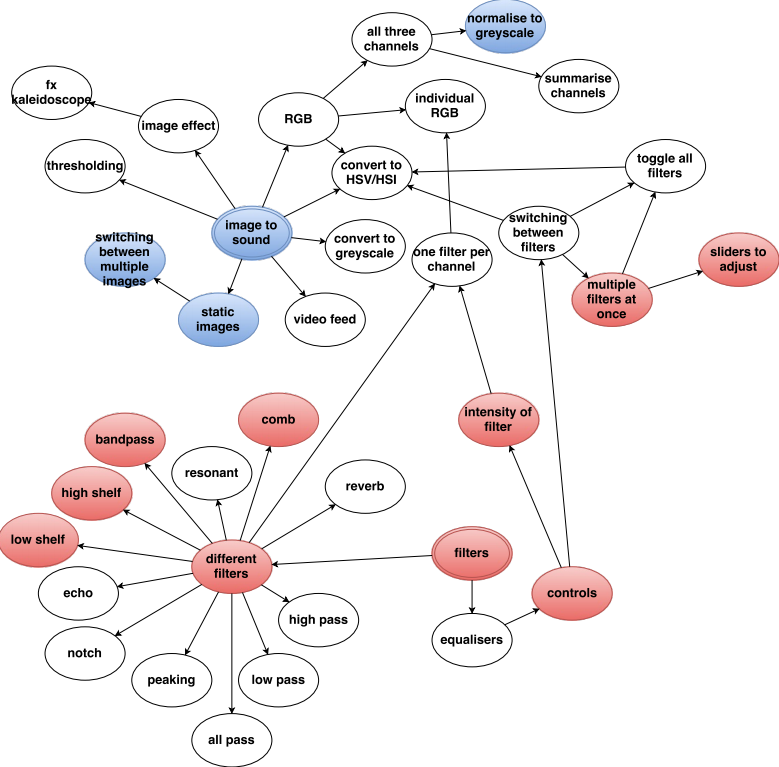 normalise to
greyscale
all three
channels
summarise
channels
fx
kaleidoscope
individual
RGB
RGB
image effect
thresholding
convert to
HSV/HSI
toggle all
filters
image to
sound
switching
between
filters
convert to
greyscale
one filter per
channel
switching
between
multiple
images
sliders to
adjust
multiple
filters at
once
static
images
video feed
intensity of
filter
comb
bandpass
resonant
reverb
high shelf
low shelf
different
filters
filters
echo
controls
high pass
equalisers
notch
peaking
low pass
all pass